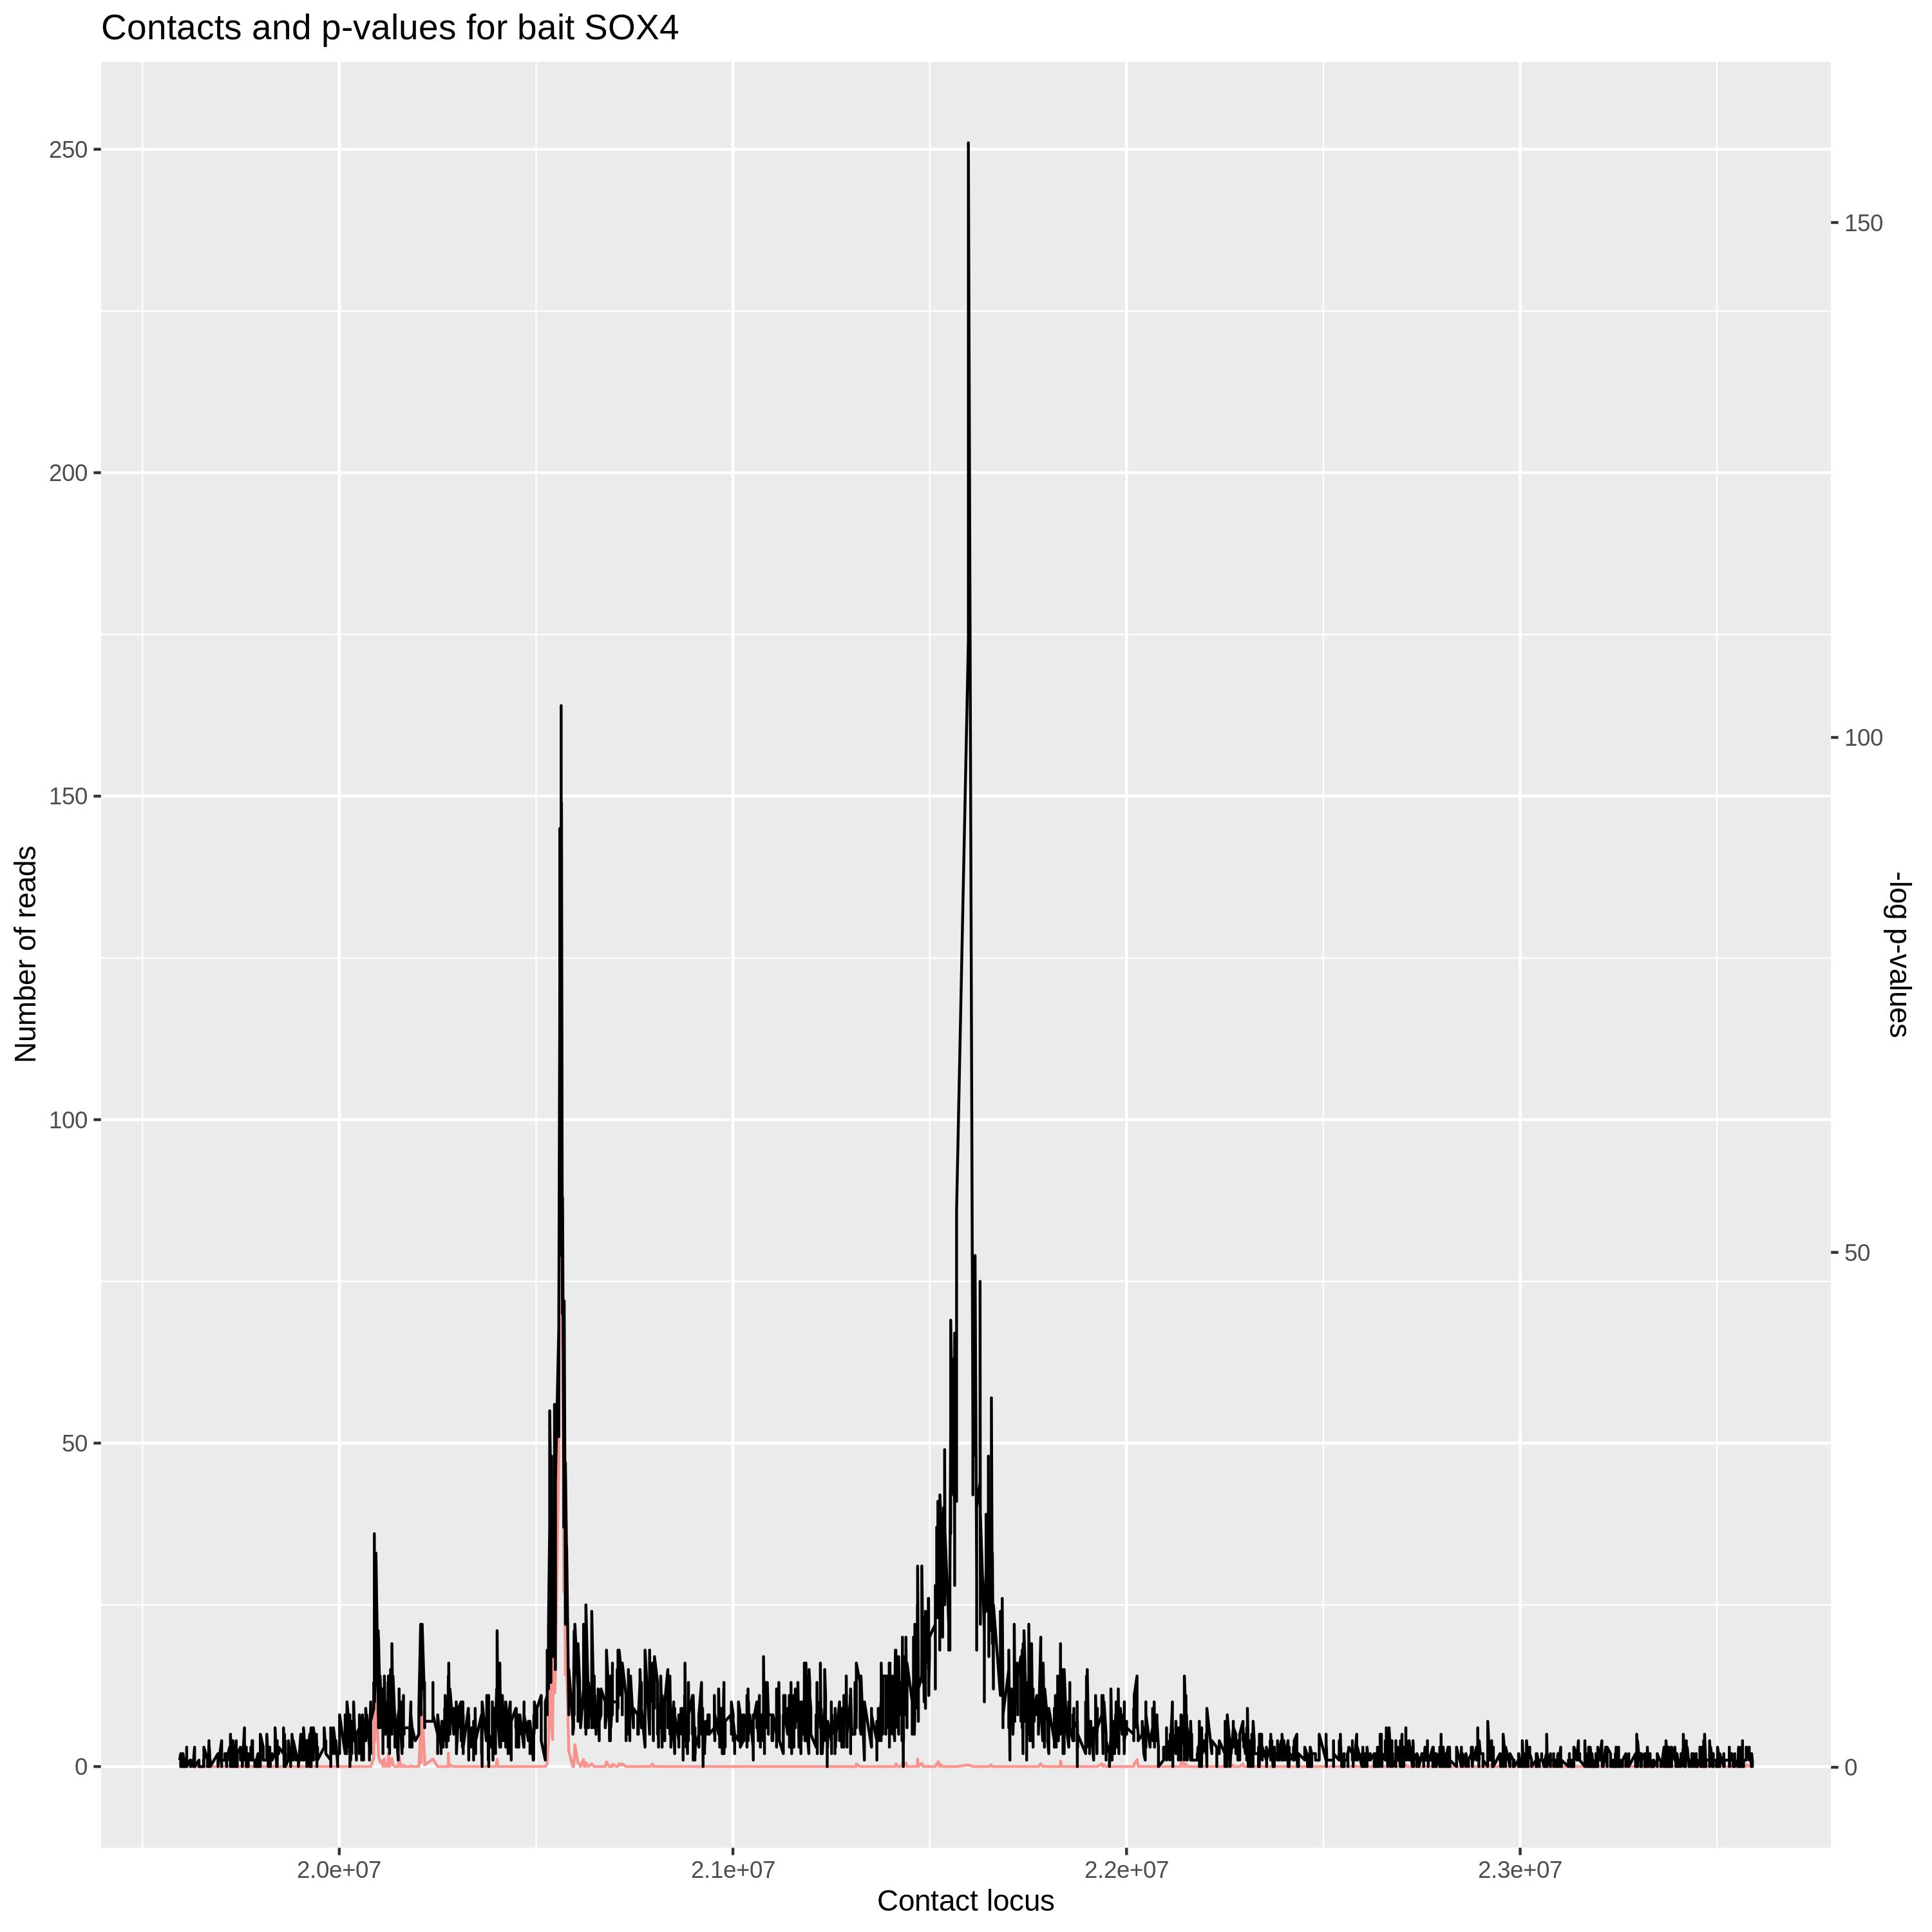 Contacts and p-values for bait SOX4
250
200
150
100
50
0
Number of reads
150
100
50
0
-log p-values
2.0e+07
2.1e+07
2.2e+07
2.3e+07
Contact locus